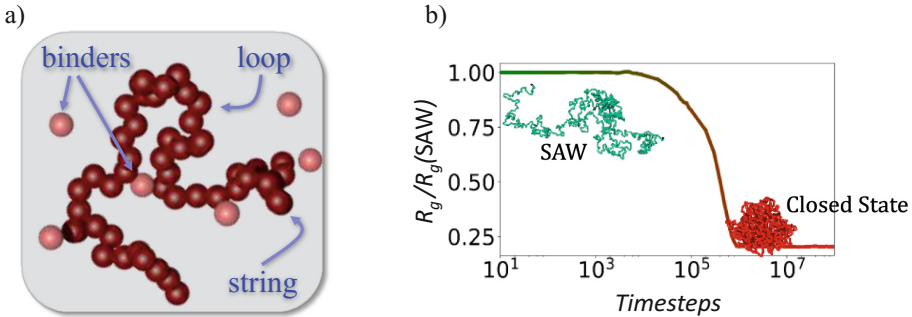 a)
binders
loop
string
b)
R_g/R_g(SAW)
1.00
0.75
0.50
0.25
SAW
Closed State
10^1
10^3
10^5
10^7
Timesteps